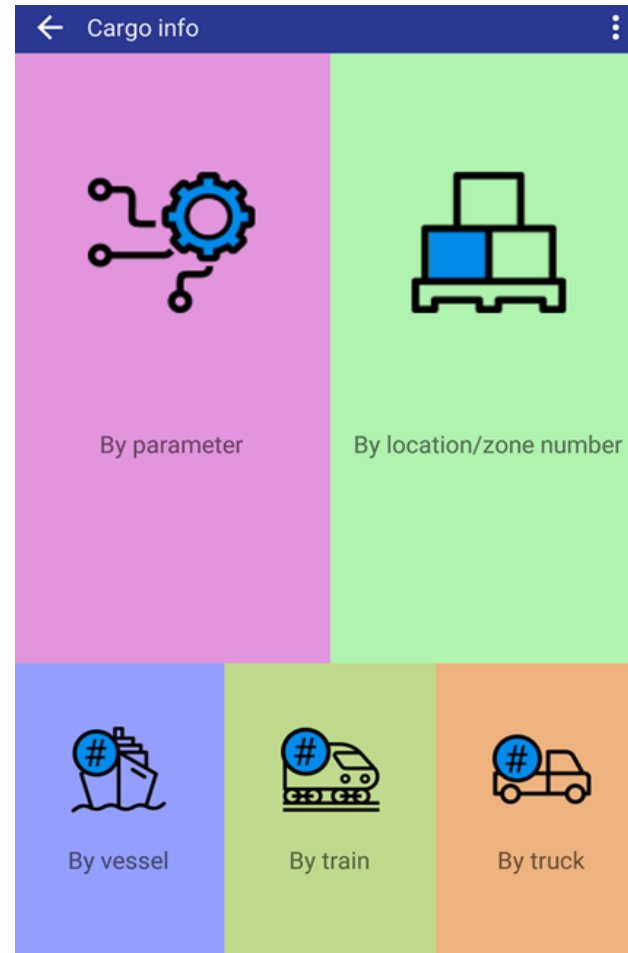 Cargo info
By parameter
By location/zone number
#
#
#
By vessel
By train
By truck